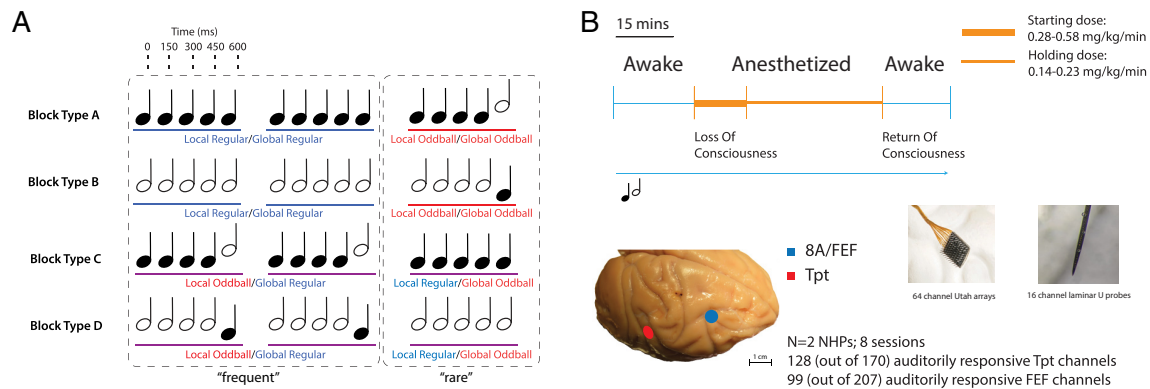 A
Time (ms)
0 150 300 450 600
Block Type A
Local Regular/Global Regular
Local Oddball/Global Oddball
Block Type B
Local Regular/Global Regular
Local Oddball/Global Oddball
Block Type C
Local Oddball/Global Regular
Local Regular/Global Oddball
Block Type D
Local Oddball/Global Regular
Local Regular/Global Oddball
"frequent"
"rare"
B
15 mins
Starting dose:
0.28-0.58 mg/kg/min
Holding dose:
0.14-0.23 mg/kg/min
Awake
Anesthetized
Awake
Loss Of
Consciousness
Return Of
Consciousness
8A/FEF
Tpt
64 channel Utah arrays
16 channel laminar U probes
1 cm
N=2 NHPs; 8 sessions
128 (out of 170) auditorily responsive Tpt channels
99 (out of 207) auditorily responsive FEF channels